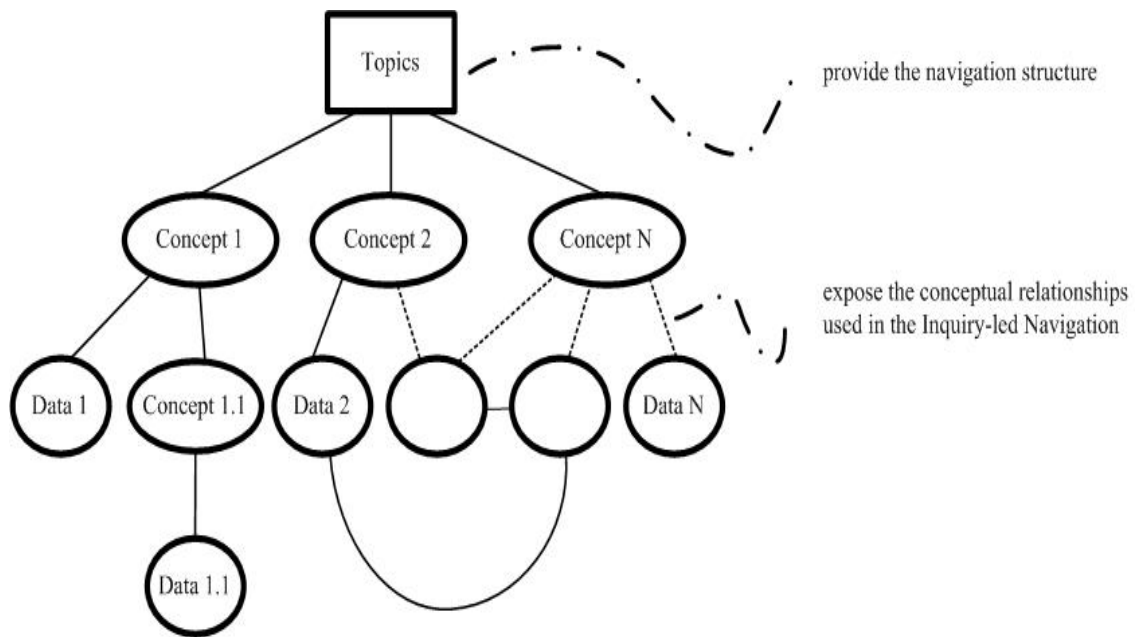 Topics
provide the navigation structure
Concept 1
Concept 2
Concept N
expose the conceptual relationships
used in the Inquiry-led Navigation
Data 1
Concept 1.1
Data 2
Data N
Data 1.1